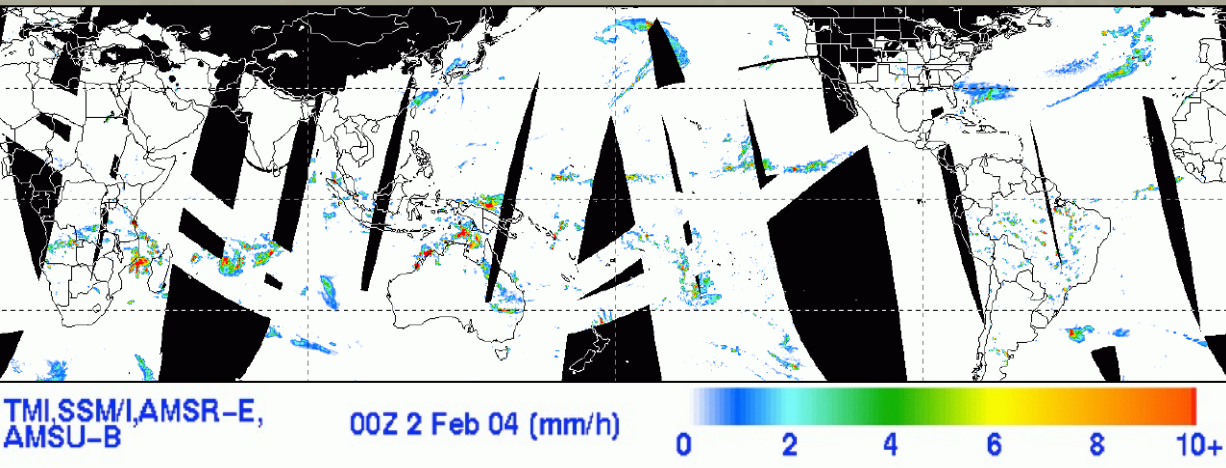 TMI,SSM/I,AMSR-E,
AMSU-B
00Z 2 Feb 04 (mm/h)
0 2 4 6 8 10+